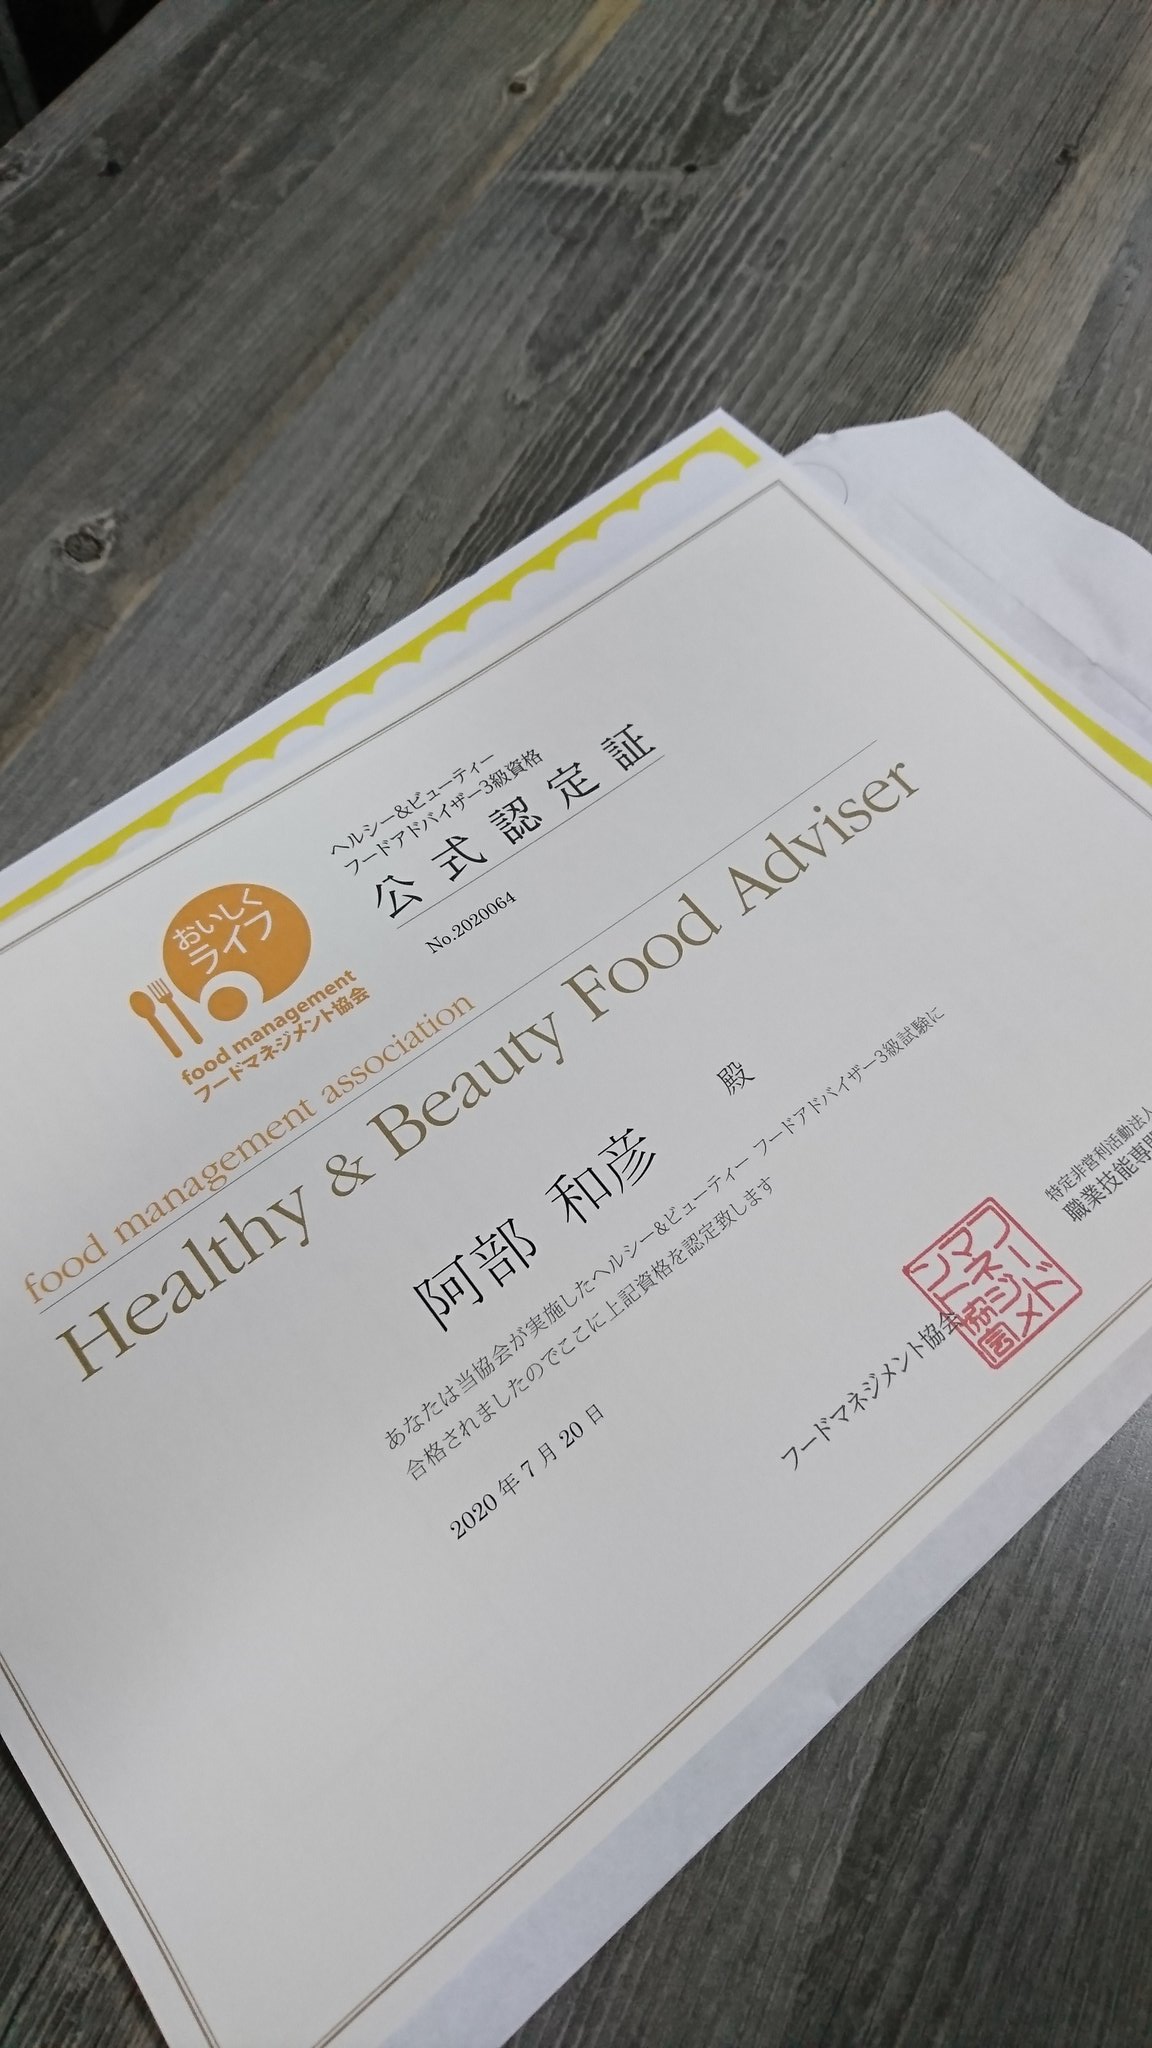 ヘルシー&ビューティー
フードアドバイザー3級資格
公式認定証
No.2020064
おいしく
ライフ
food management
フードマネジメント協会
food management association
Healthy & Beauty Food Adviser
阿部 和彦 殿
あなたは当協会が実施したヘルシー&ビューティー フードアドバイザー3級試験に
合格されましたのでここに上記資格を認定致します
2020年7月20日
特定非営利活動法人
職業技能専門
フードマネジメント協会
フードマネジメント協会